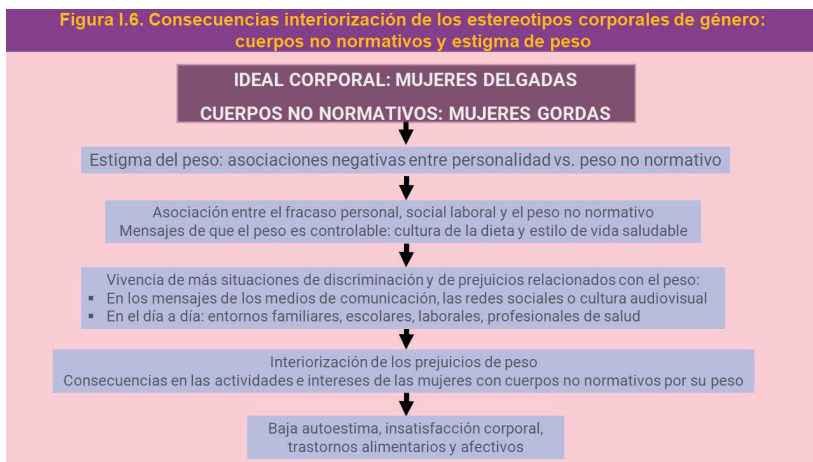 Figura I.6. Consecuencias interiorización de los estereotipos corporales de género:
cuerpos no normativos y estigma de peso
IDEAL CORPORAL: MUJERES DELGADAS
CUERPOS NO NORMATIVOS: MUJERES GORDAS
Estigma del peso: asociaciones negativas entre personalidad vs. peso no normativo
Asociación entre el fracaso personal, social laboral y el peso no normativo
Mensajes de que el peso es controlable: cultura de la dieta y estilo de vida saludable
Vivencia de más situaciones de discriminación y de prejuicios relacionados con el peso:
▪ En los mensajes de los medios de comunicación, las redes sociales o cultura audiovisual
▪ En el día a día: entornos familiares, escolares, laborales, profesionales de salud
Interiorización de los prejuicios de peso
Consecuencias en las actividades e intereses de las mujeres con cuerpos no normativos por su peso
Baja autoestima, insatisfacción corporal,
trastornos alimentarios y afectivos